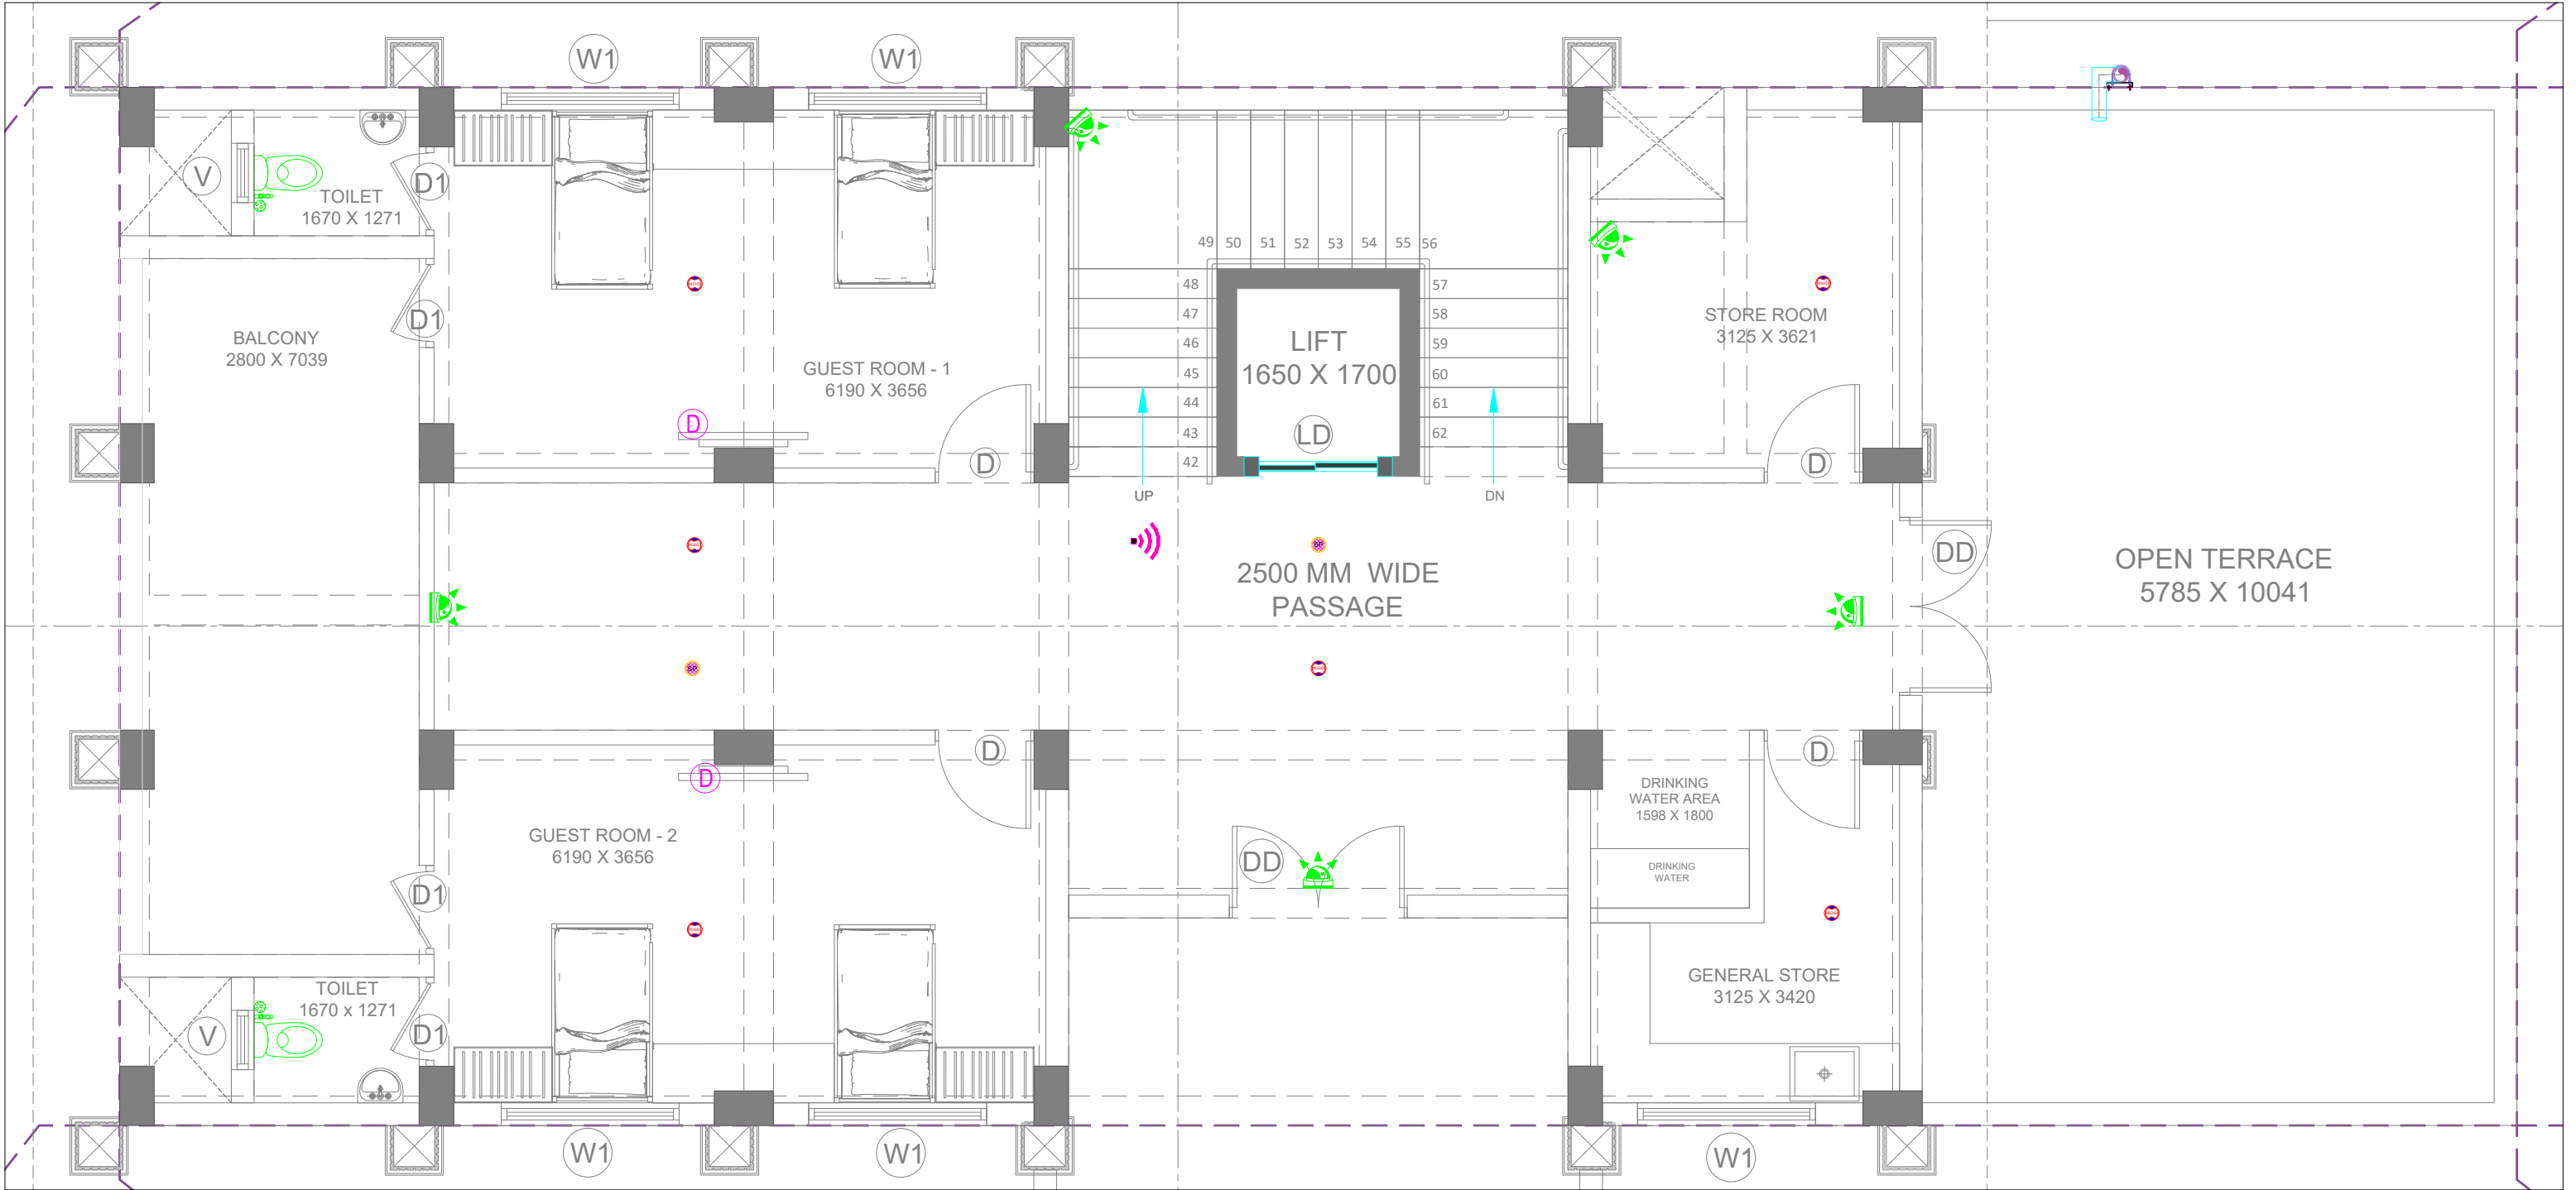 W1
W1
V
TOILET
1670 X 1271
D1
49 50 51 52 53 54 55 56
48
47
46
45
44
43
42
57
58
59
60
61
62
BALCONY
2800 X 7039
D1
GUEST ROOM - 1
6190 X 3656
D
D
LIFT
1650 X 1700
LD
UP
DN
STORE ROOM
3125 X 3621
D
SP
2500 MM WIDE
PASSAGE
DD
OPEN TERRACE
5785 X 10041
SP
D
D
D
DRINKING
WATER AREA
1598 X 1800
DRINKING
WATER
GUEST ROOM - 2
6190 X 3656
DD
D1
GENERAL STORE
3125 X 3420
TOILET
1670 x 1271
V
D1
W1
W1
W1